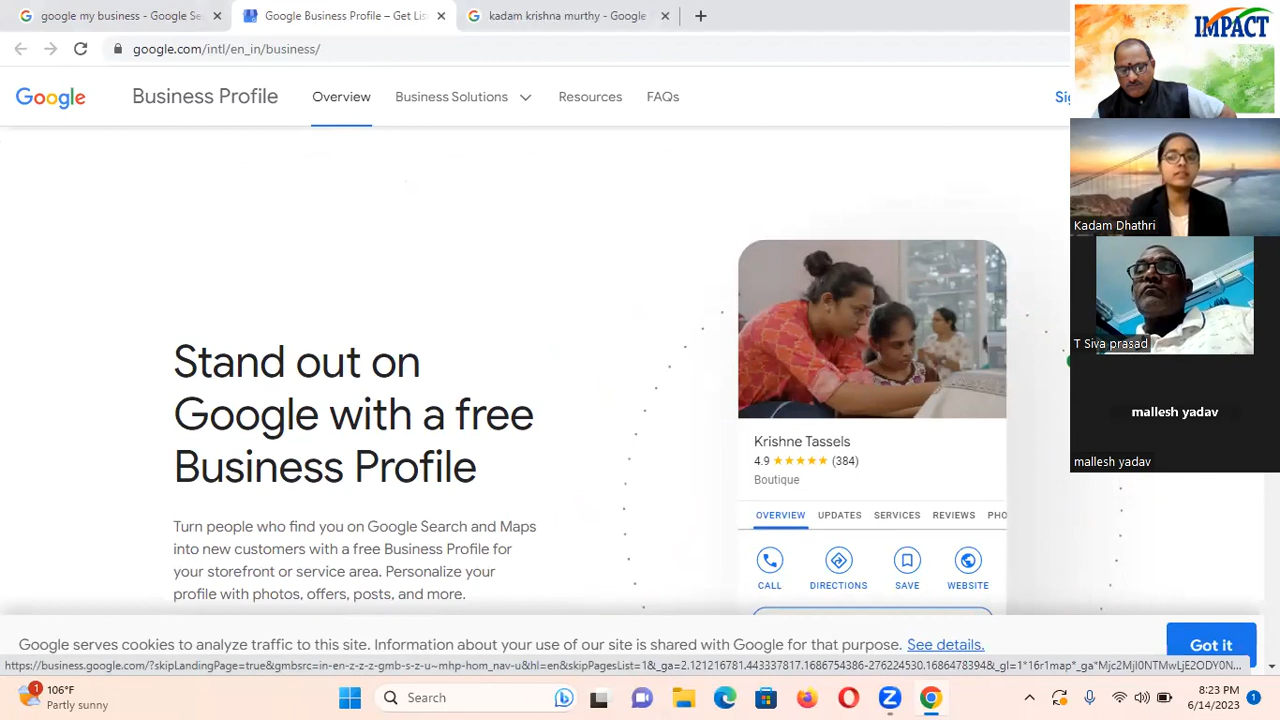 google my business - Google Se
Google Business Profile – Get Lis
kadam krishna murthy - Google
google.com/intl/en_in/business/
Google
Business Profile
Overview
Business Solutions
Resources
FAQs
Sig
IMPACT
Kadam Dhathri
T Siva prasad
mallesh yadav
mallesh yadav
Stand out on
Google with a free
Business Profile
Turn people who find you on Google Search and Maps
into new customers with a free Business Profile for
your storefront or service area. Personalize your
profile with photos, offers, posts, and more.
Krishne Tassels
4.9 ★★★★★ (384)
Boutique
OVERVIEW UPDATES SERVICES REVIEWS PHO
CALL DIRECTIONS SAVE WEBSITE
Google serves cookies to analyze traffic to this site. Information about your use of our site is shared with Google for that purpose. See details.
Got it
1
106°F
Partly sunny
Search
8:23 PM
6/14/2023
1